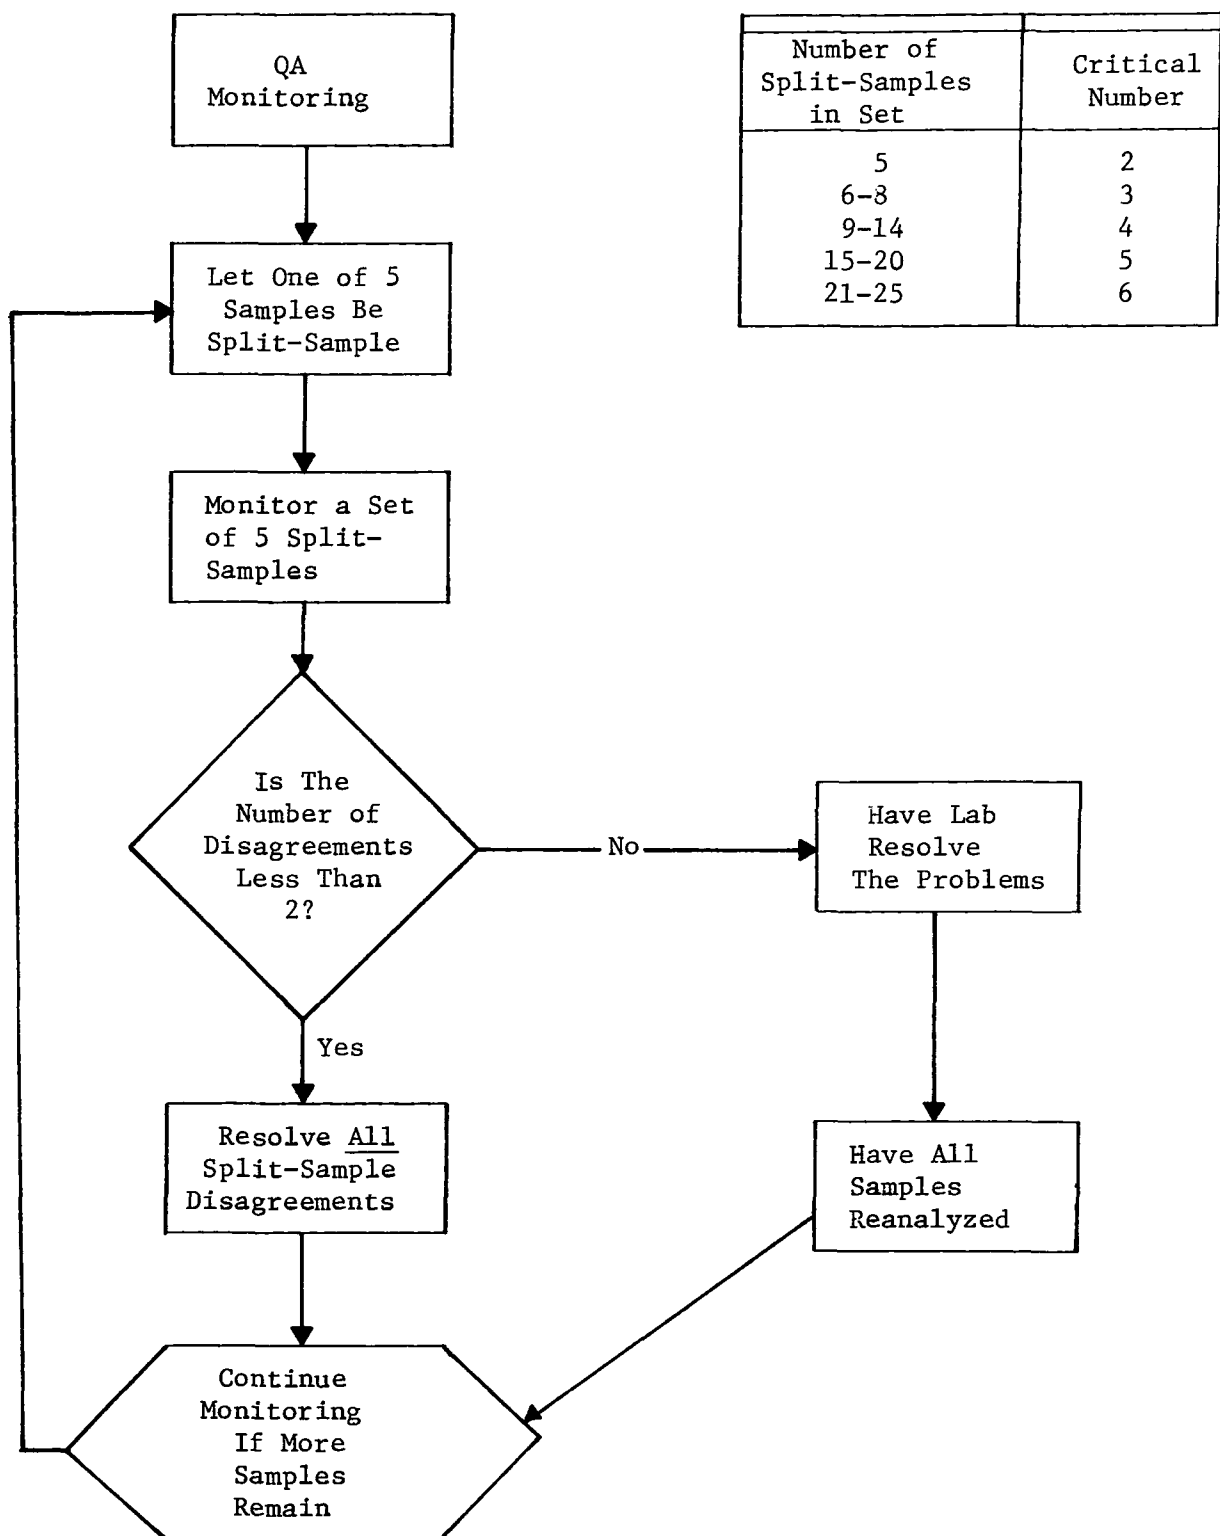 QA
Monitoring
Number of
Split-Samples
in Set
Critical
Number
5 2
6-8 3
9-14 4
15-20 5
21-25 6
Let One of 5
Samples Be
Split-Sample
Monitor a Set
of 5 Split-
Samples
Is The
Number of
Disagreements
Less Than
2?
No
Have Lab
Resolve
The Problems
Yes
Resolve All
Split-Sample
Disagreements
Have All
Samples
Reanalyzed
Continue
Monitoring
If More
Samples
Remain